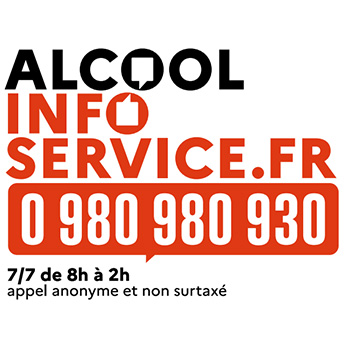 ALCOOL
INFO
SERVICE.FR
0 980 980 930
7/7 de 8h à 2h
appel anonyme et non surtaxé